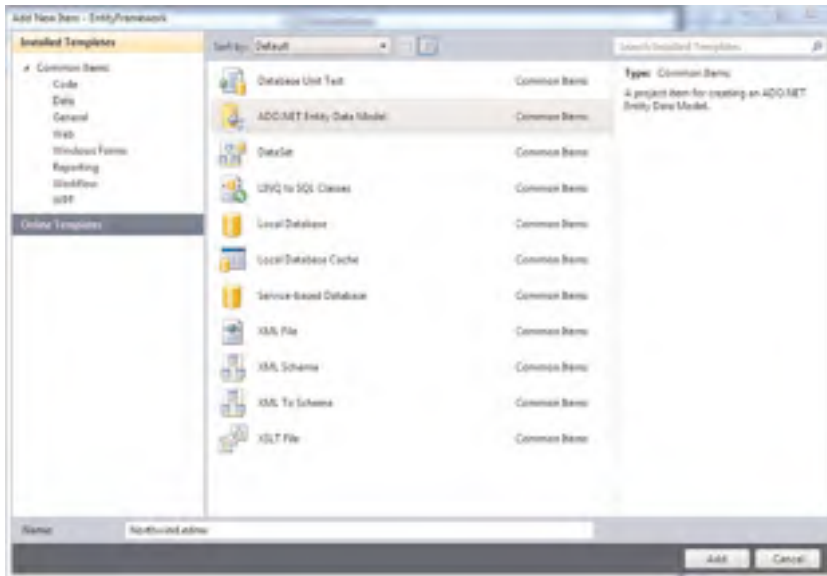 Add New Item - EntityFramework
Installed Templates
Common Items
Code
Data
General
Web
Windows Forms
Reporting
Workflow
WPF
Online Templates
Sort by: Default
Search Installed Templates
Database Unit Test Common Items
ADO.NET Entity Data Model Common Items
DataSet Common Items
LINQ to SQL Classes Common Items
Local Database Common Items
Local Database Cache Common Items
Service-based Database Common Items
XML File Common Items
XML Schema Common Items
XML To Schema Common Items
XSLT File Common Items
Type: Common Items
A project item for creating an ADO.NET
Entity Data Model.
Name: Northwind.edmx
Add Cancel